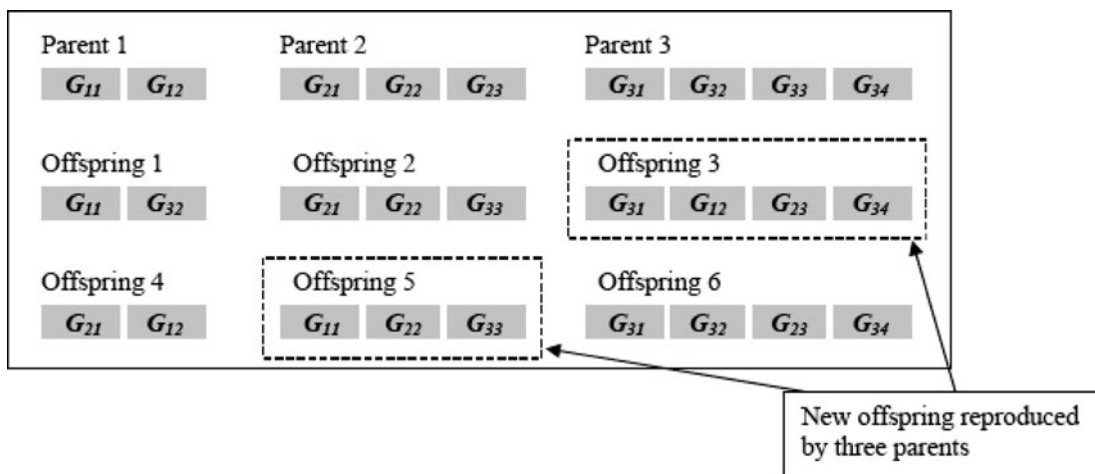 Parent 1 Parent 2 Parent 3
G11 G12 G21 G22 G23 G31 G32 G33 G34
Offspring 1 Offspring 2 Offspring 3
G11 G32 G21 G22 G33 G31 G12 G23 G34
Offspring 4 Offspring 5 Offspring 6
G21 G12 G11 G22 G33 G31 G32 G23 G34
New offspring reproduced
by three parents